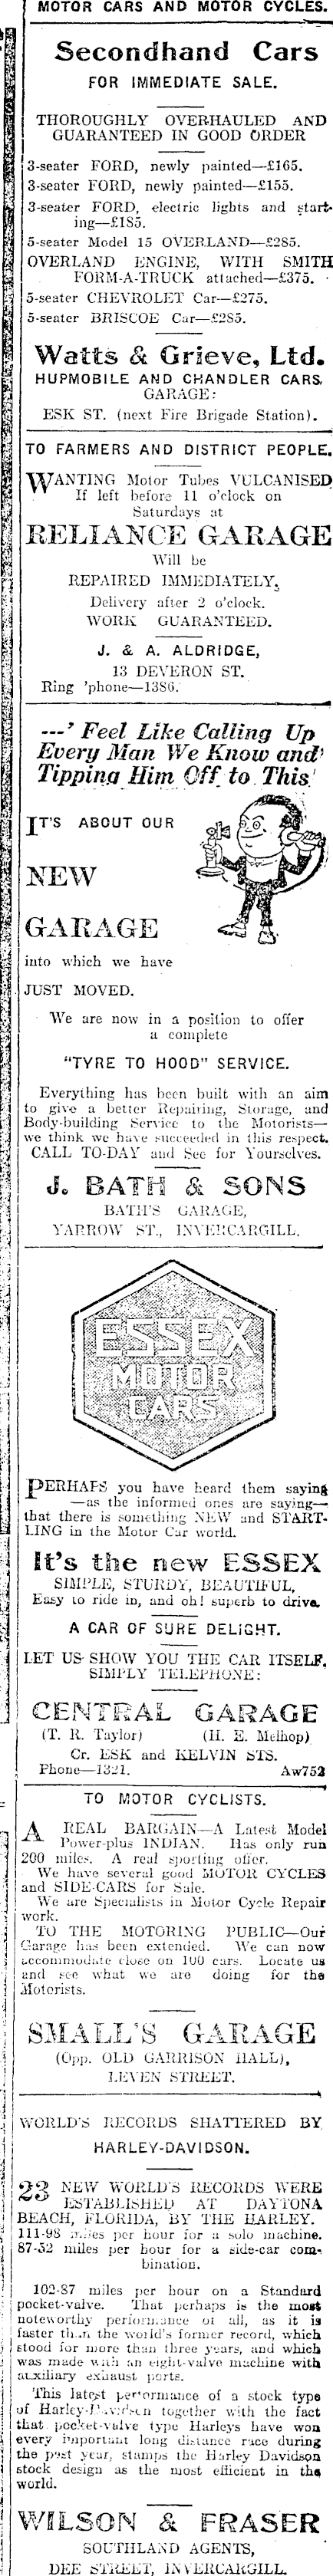 MOTOR CARS AND MOTOR CYCLES.
Secondhand Cars
FOR IMMEDIATE SALE.
THOROUGHLY OVERHAULED AND
GUARANTEED IN GOOD ORDER
3-seater FORD, newly painted—£165.
3-seater FORD, newly painted—£155.
3-seater FORD, electric lights and start-
ing—£185.
5-seater Model 15 OVERLAND—£285.
OVERLAND ENGINE, WITH SMITH
FORM-A-TRUCK attached—£375.
5-seater CHEVROLET Car—£275.
5-seater BRISCOE Car—£285.
Watts & Grieve, Ltd.
HUPMOBILE AND CHANDLER CARS,
GARAGE:
ESK ST. (next Fire Brigade Station).
TO FARMERS AND DISTRICT PEOPLE.
WANTING Motor Tubes VULCANISED
If left before 11 o'clock on
Saturdays at
RELIANCE GARAGE
Will be
REPAIRED IMMEDIATELY,
Delivery after 2 o'clock.
WORK GUARANTEED.
J. & A. ALDRIDGE,
13 DEVERON ST.
Ring 'phone—1386.
---' Feel Like Calling Up
Every Man We Know and
Tipping Him Off to This!
IT'S ABOUT OUR
NEW
GARAGE
into which we have
JUST MOVED.
We are now in a position to offer
a complete
"TYRE TO HOOD" SERVICE.
Everything has been built with an aim
to give a better Repairing, Storage, and
Body-building Service to the Motorists—
we think we have succeeded in this respect.
CALL TO-DAY and See for Yourselves.
J. BATH & SONS
BATH'S GARAGE,
YARROW ST., INVERCARGILL.
ESSEX
MOTOR
CARS
PERHAPS you have heard them saying
—as the informed ones are saying—
that there is something NEW and START-
LING in the Motor Car world.
It's the new ESSEX
SIMPLE, STURDY, BEAUTIFUL,
Easy to ride in, and oh! superb to drive.
A CAR OF SURE DELIGHT.
LET US SHOW YOU THE CAR ITSELF.
SIMPLY TELEPHONE:
CENTRAL GARAGE
(T. R. Taylor) (H. E. Melhop)
Cr. ESK and KELVIN STS.
Phone—1321. Aw752
TO MOTOR CYCLISTS.
A REAL BARGAIN—A Latest Model
Power-plus INDIAN. Has only run
200 miles. A real sporting offer.
We have several good MOTOR CYCLES
and SIDE-CARS for Sale.
We are Specialists in Motor Cycle Repair
work.
TO THE MOTORING PUBLIC—Our
Garage has been extended. We can now
accommodate close on 100 cars. Locate us
and see what we are doing for the
Motorists.
SMALL'S GARAGE
(Opp. OLD GARRISON HALL),
LEVEN STREET.
WORLD'S RECORDS SHATTERED BY
HARLEY-DAVIDSON.
23 NEW WORLD'S RECORDS WERE
ESTABLISHED AT DAYTONA
BEACH, FLORIDA, BY THE HARLEY.
111-98 miles per hour for a solo machine.
87-52 miles per hour for a side-car com-
bination.
102-87 miles per hour on a Standard
pocket-valve. That perhaps is the most
noteworthy performance of all, as it is
faster than the world's former record, which
stood for more than three years, and which
was made with an eight-valve machine with
auxiliary exhaust ports.
This latest performance of a stock type
of Harley-Davidson together with the fact
that pocket-valve type Harleys have won
every important long distance race during
the past year, stamps the Harley Davidson
stock design as the most efficient in the
world.
WILSON & FRASER
SOUTHLAND AGENTS,
DEE STREET, INVERCARGILL.